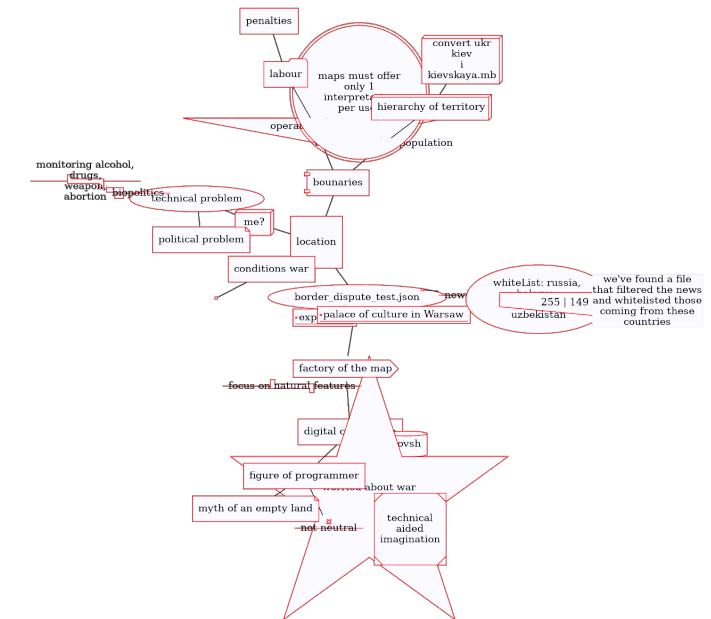 penalties
convert ukr
kiev
i
kievskaya.mb
labour
maps must offer
only 1
per
hierarchy of territory
bounaries
monitoring alcohol,
drugs,
weapon,
abortion
biopolitics
technical problem
me?
political problem
location
conditions war
border_dispute_test.json
new
whiteList: russia,
255 | 149
uzbekistan
we've found a file
that filtered the news
and whitelisted those
coming from these
countries
palace of culture in Warsaw
factory of the map
focus on natural features
digital
figure of programmer
about war
myth of an empty land
not neutral
technical
aided
imagination